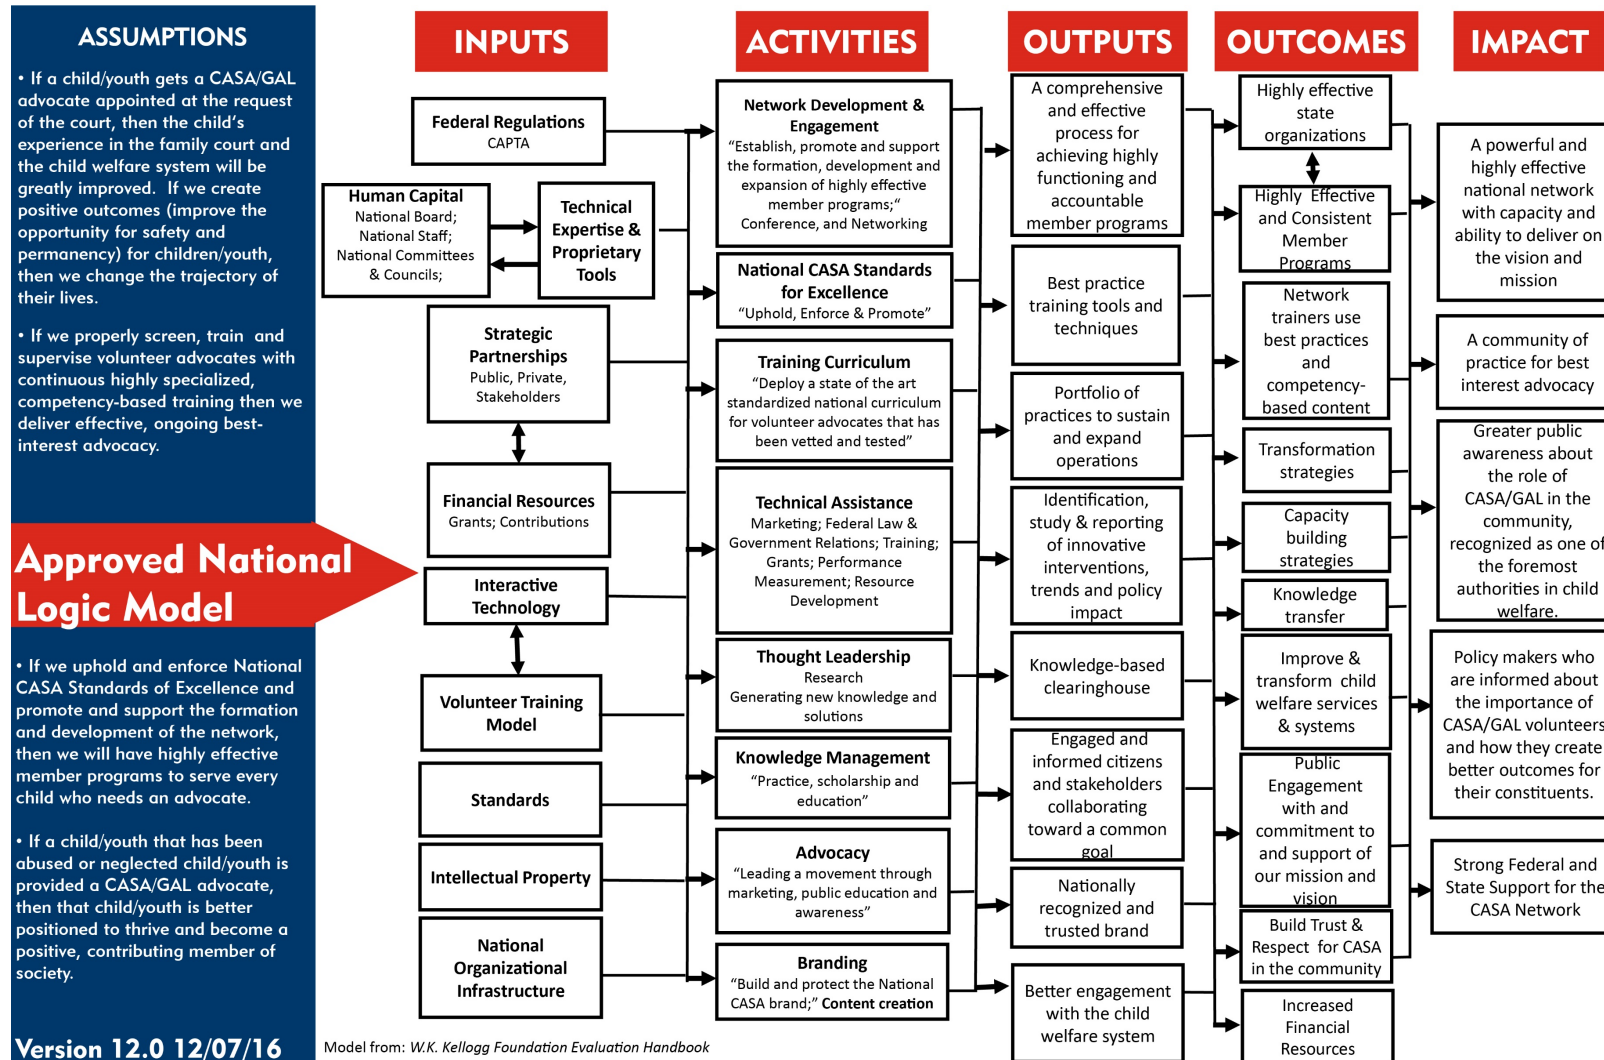 ASSUMPTIONS
• If a child/youth gets a CASA/GAL
advocate appointed at the request
of the court, then the child's
experience in the family court and
the child welfare system will be
greatly improved. If we create
positive outcomes (improve the
opportunity for safety and
permanency) for children/youth,
then we change the trajectory of
their lives.
• If we properly screen, train and
supervise volunteer advocates with
continuous highly specialized,
competency-based training then we
deliver effective, ongoing best-
interest advocacy.
Approved National
Logic Model
• If we uphold and enforce National
CASA Standards of Excellence and
promote and support the formation
and development of the network,
then we will have highly effective
member programs to serve every
child who needs an advocate.
• If a child/youth that has been
abused or neglected child/youth is
provided a CASA/GAL advocate,
then that child/youth is better
positioned to thrive and become a
positive, contributing member of
society.
Version 12.0 12/07/16
INPUTS
Federal Regulations
CAPTA
Human Capital
National Board;
National Staff;
National Committees
& Councils;
Technical
Expertise &
Proprietary
Tools
Strategic
Partnerships
Public, Private,
Stakeholders
Financial Resources
Grants; Contributions
Interactive
Technology
Volunteer Training
Model
Standards
Intellectual Property
National
Organizational
Infrastructure
Model from: W.K. Kellogg Foundation Evaluation Handbook
ACTIVITIES
Network Development &
Engagement
“Establish, promote and support
the formation, development and
expansion of highly effective
member programs;“
Conference, and Networking
National CASA Standards
for Excellence
“Uphold, Enforce & Promote”
Training Curriculum
“Deploy a state of the art
standardized national curriculum
for volunteer advocates that has
been vetted and tested”
Technical Assistance
Marketing; Federal Law &
Government Relations; Training;
Grants; Performance
Measurement; Resource
Development
Thought Leadership
Research
Generating new knowledge and
solutions
Knowledge Management
“Practice, scholarship and
education”
Advocacy
“Leading a movement through
marketing, public education and
awareness”
Branding
“Build and protect the National
CASA brand;” Content creation
OUTPUTS
A comprehensive
and effective
process for
achieving highly
functioning and
accountable
member programs
Best practice
training tools and
techniques
Portfolio of
practices to sustain
and expand
operations
Identification,
study & reporting
of innovative
interventions,
trends and policy
impact
Knowledge-based
clearinghouse
Engaged and
informed citizens
and stakeholders
collaborating
toward a common
goal
Nationally
recognized and
trusted brand
Better engagement
with the child
welfare system
OUTCOMES
Highly effective
state
organizations
Highly Effective
and Consistent
Member
Programs
Network
trainers use
best practices
and
competency-
based content
Transformation
strategies
Capacity
building
strategies
Knowledge
transfer
Improve &
transform child
welfare services
& systems
Public
Engagement
with and
commitment to
and support of
our mission and
vision
Build Trust &
Respect for CASA
in the community
Increased
Financial
Resources
IMPACT
A powerful and
highly effective
national network
with capacity and
ability to deliver on
the vision and
mission
A community of
practice for best
interest advocacy
Greater public
awareness about
the role of
CASA/GAL in the
community,
recognized as one of
the foremost
authorities in child
welfare.
Policy makers who
are informed about
the importance of
CASA/GAL volunteers
and how they create
better outcomes for
their constituents.
Strong Federal and
State Support for the
CASA Network